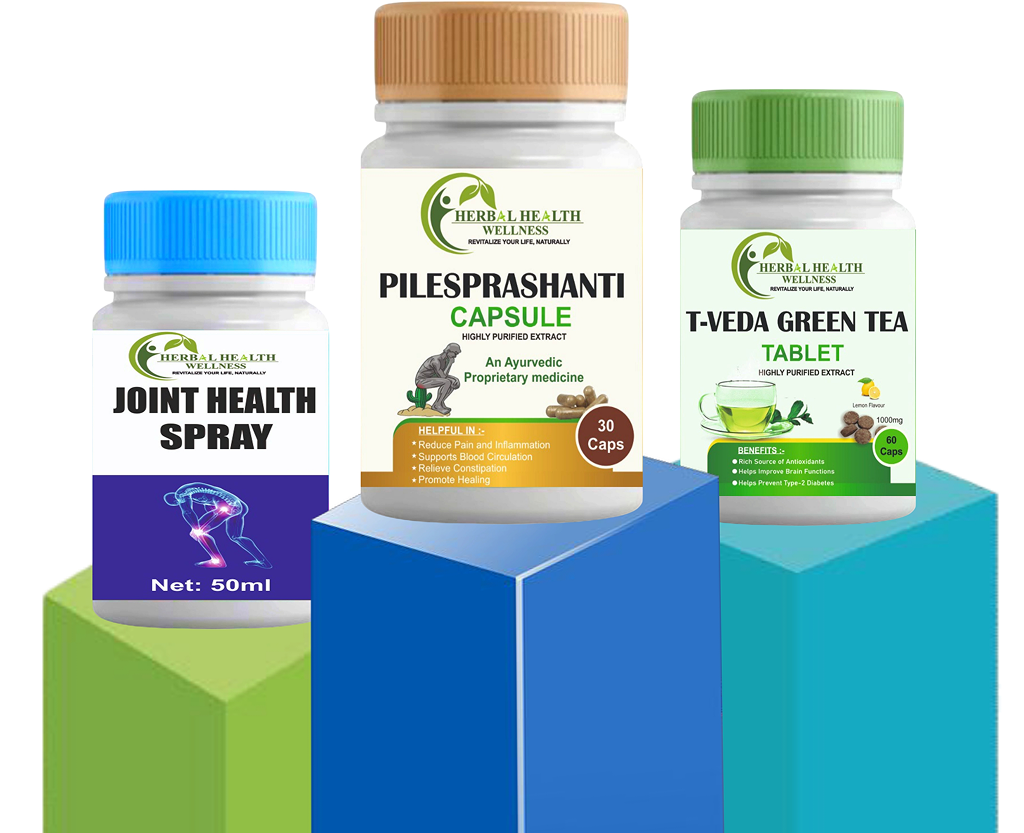 HERBAL HEALTH
WELLNESS
REVITALIZE YOUR LIFE, NATURALLY
JOINT HEALTH
SPRAY
Net: 50ml
HERBAL HEALTH
WELLNESS
REVITALIZE YOUR LIFE, NATURALLY
PILESPRASHANTI
CAPSULE
HIGHLY PURIFIED EXTRACT
An Ayurvedic
Proprietary medicine
30
Caps
HELPFUL IN :-
* Reduce Pain and Inflammation
* Supports Blood Circulation
* Relieve Constipation
* Promote Healing
HERBAL HEALTH
WELLNESS
REVITALIZE YOUR LIFE, NATURALLY
T-VEDA GREEN TEA
TABLET
HIGHLY PURIFIED EXTRACT
Lemon Flavour
1000mg
60
Caps
BENEFITS :-
● Rich Source of Antioxidants
● Helps Improve Brain Functions
● Helps Prevent Type-2 Diabetes